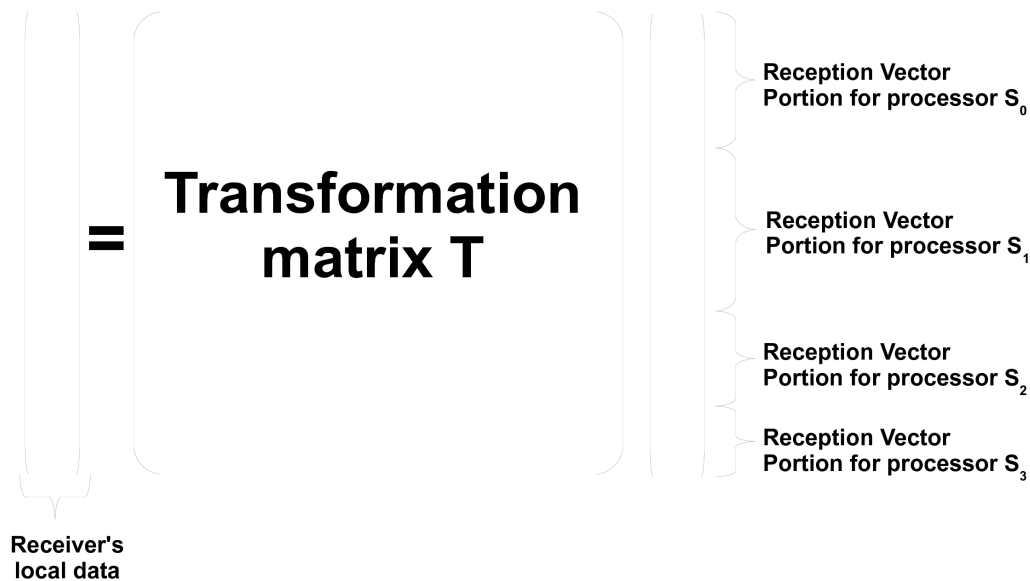 =
Transformation
matrix T
Reception Vector
Portion for processor S₀
Reception Vector
Portion for processor S₁
Reception Vector
Portion for processor S₂
Reception Vector
Portion for processor S₃
Receiver's
local data